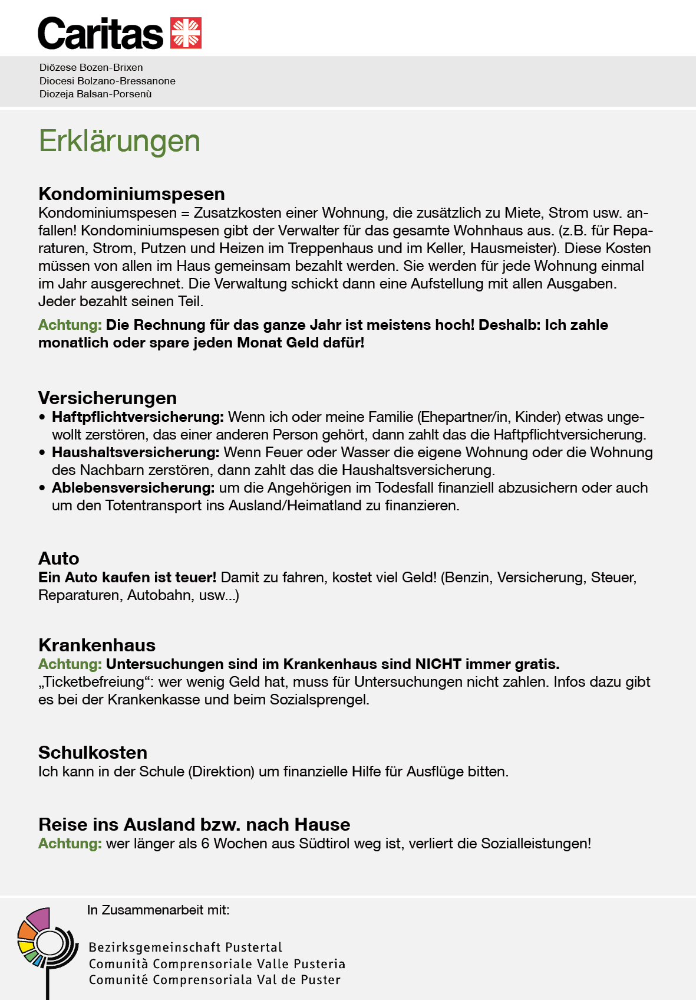 Caritas
Diözese Bozen-Brixen
Diocesi Bolzano-Bressanone
Diozeja Balsan-Porsenù
Erklärungen
Kondominiumspesen
Kondominiumspesen = Zusatzkosten einer Wohnung, die zusätzlich zu Miete, Strom usw. an-
fallen! Kondominiumspesen gibt der Verwalter für das gesamte Wohnhaus aus. (z.B. für Repa-
raturen, Strom, Putzen und Heizen im Treppenhaus und im Keller, Hausmeister). Diese Kosten
müssen von allen im Haus gemeinsam bezahlt werden. Sie werden für jede Wohnung einmal
im Jahr ausgerechnet. Die Verwaltung schickt dann eine Aufstellung mit allen Ausgaben.
Jeder bezahlt seinen Teil.
Achtung: Die Rechnung für das ganze Jahr ist meistens hoch! Deshalb: Ich zahle
monatlich oder spare jeden Monat Geld dafür!
Versicherungen
• Haftpflichtversicherung: Wenn ich oder meine Familie (Ehepartner/in, Kinder) etwas unge-
wollt zerstören, das einer anderen Person gehört, dann zahlt das die Haftpflichtversicherung.
• Haushaltsversicherung: Wenn Feuer oder Wasser die eigene Wohnung oder die Wohnung
des Nachbarn zerstören, dann zahlt das die Haushaltsversicherung.
• Ablebensversicherung: um die Angehörigen im Todesfall finanziell abzusichern oder auch
um den Totentransport ins Ausland/Heimatland zu finanzieren.
Auto
Ein Auto kaufen ist teuer! Damit zu fahren, kostet viel Geld! (Benzin, Versicherung, Steuer,
Reparaturen, Autobahn, usw...)
Krankenhaus
Achtung: Untersuchungen sind im Krankenhaus sind NICHT immer gratis.
„Ticketbefreiung“: wer wenig Geld hat, muss für Untersuchungen nicht zahlen. Infos dazu gibt
es bei der Krankenkasse und beim Sozialsprengel.
Schulkosten
Ich kann in der Schule (Direktion) um finanzielle Hilfe für Ausflüge bitten.
Reise ins Ausland bzw. nach Hause
Achtung: wer länger als 6 Wochen aus Südtirol weg ist, verliert die Sozialleistungen!
In Zusammenarbeit mit:
Bezirksgemeinschaft Pustertal
Comunità Comprensoriale Valle Pusteria
Comunité Comprensoriala Val de Puster